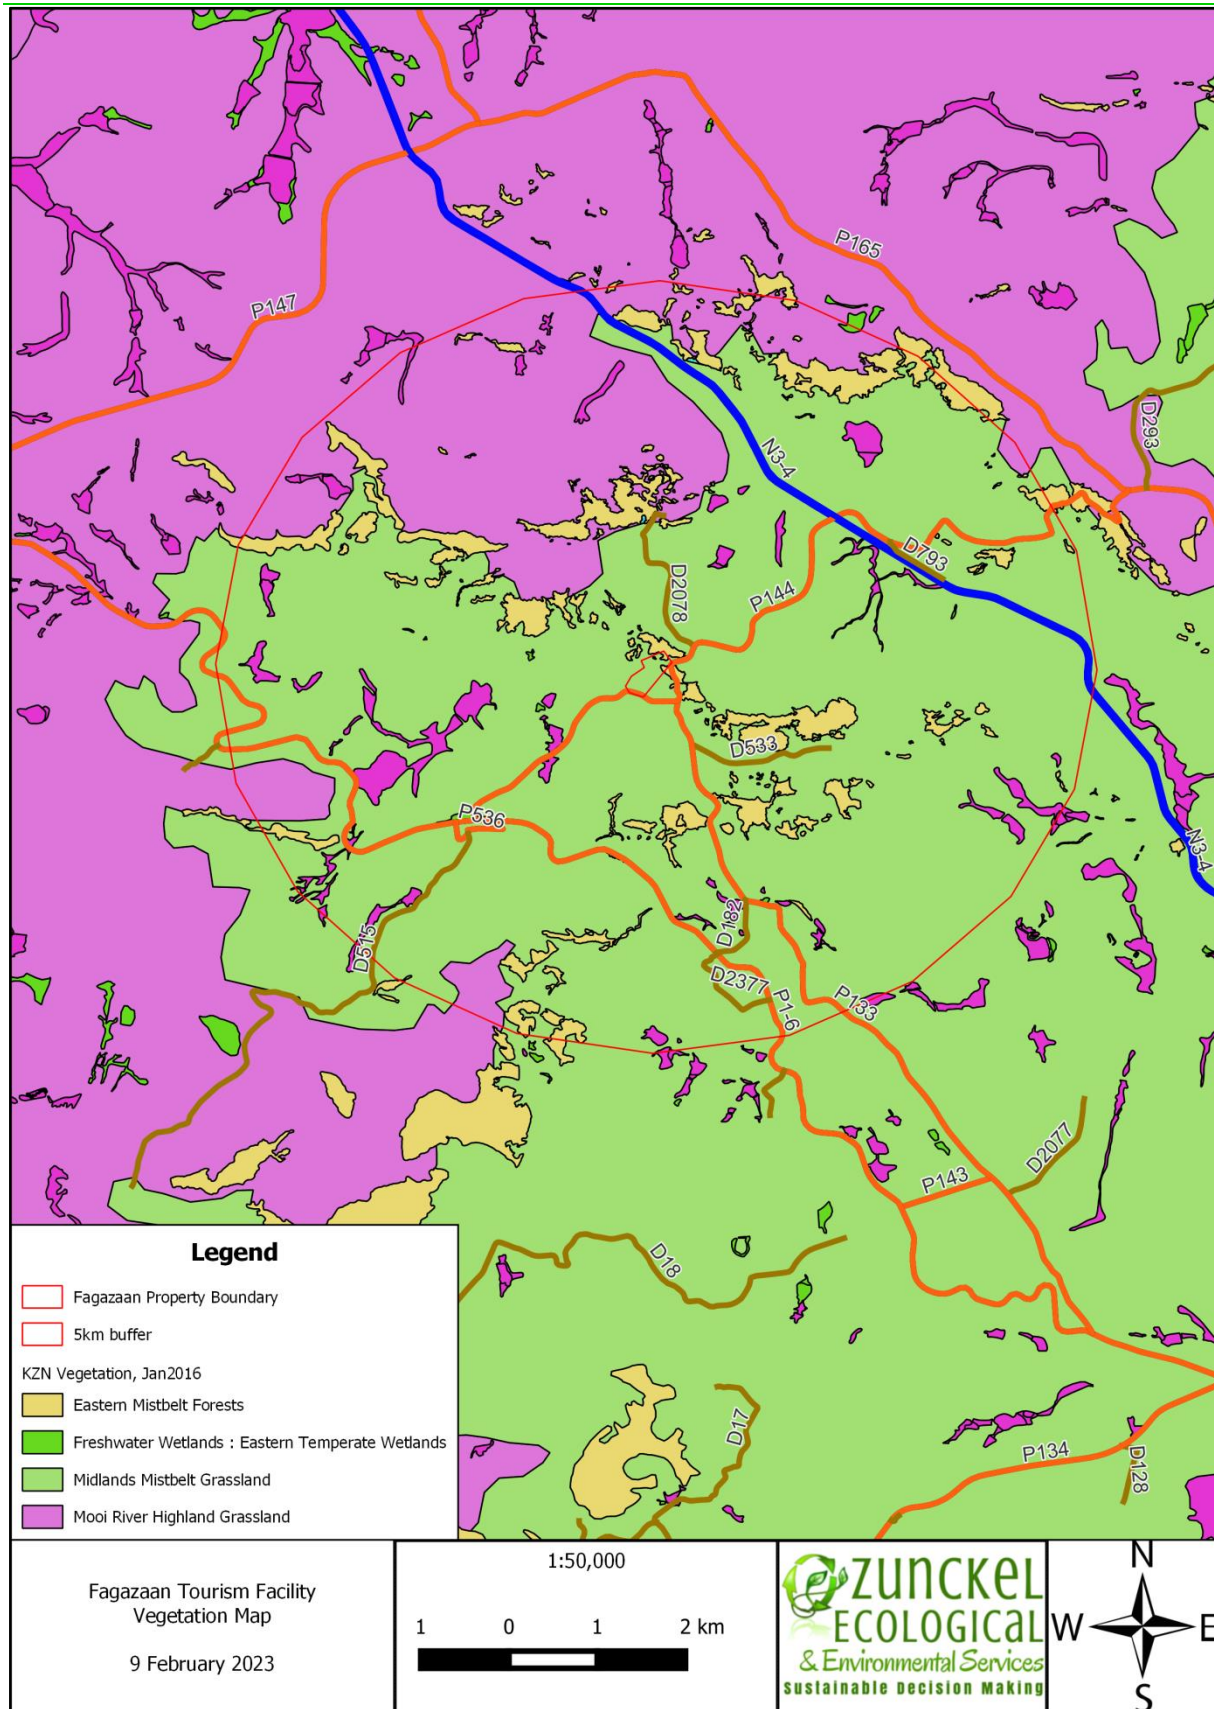 P165
P147
D293
N3-4
D793
P144
D2078
D533
P536
N3-4
D182
D515
D2377
P1-6
P133
D2077
P143
D18
D17
P134
D128
Legend
Fagazaan Property Boundary
5km buffer
KZN Vegetation, Jan2016
Eastern Mistbelt Forests
Freshwater Wetlands : Eastern Temperate Wetlands
Midlands Mistbelt Grassland
Mooi River Highland Grassland
Fagazaan Tourism Facility
Vegetation Map
9 February 2023
1:50,000
1 0 1 2 km
ZUNCKEL
ECOLOGICAL
& Environmental Services
Sustainable Decision Making
N
W E
S